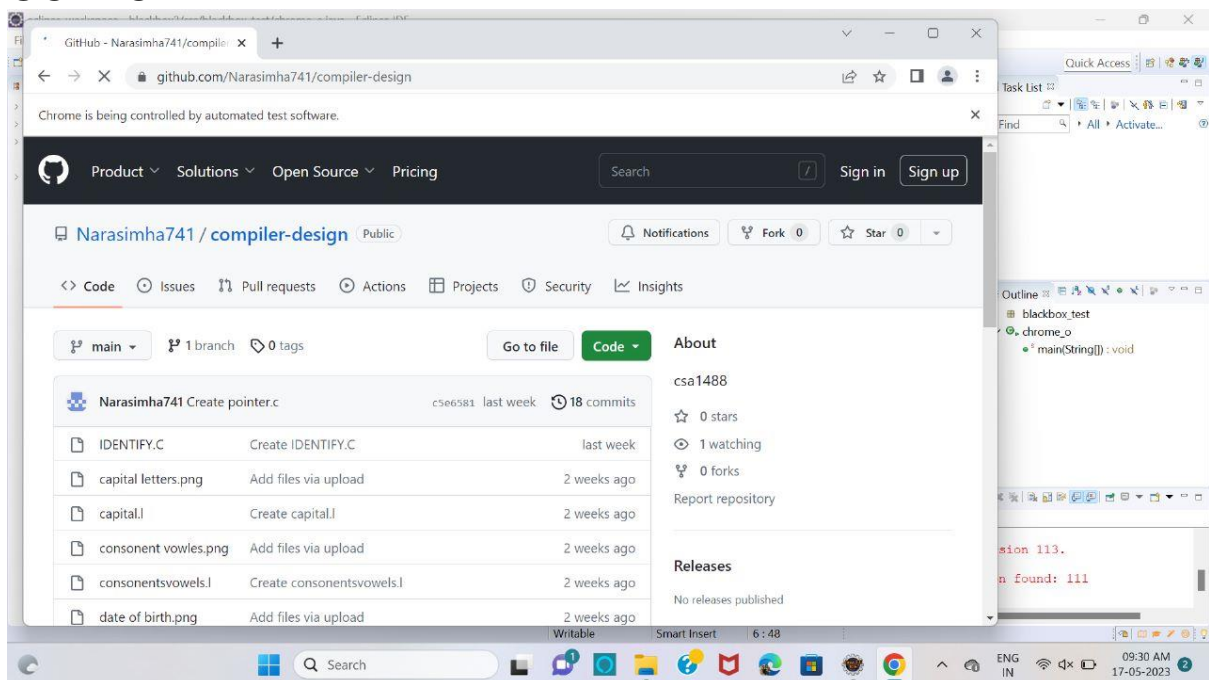 GitHub - Narasimha741/compiler
github.com/Narasimha741/compiler-design
Quick Access
Chrome is being controlled by automated test software.
Task List
Find All Activate...
Product Solutions Open Source Pricing Search / Sign in Sign up
Narasimha741 / compiler-design Public Notifications Fork 0 Star 0
Code Issues Pull requests Actions Projects Security Insights
Outline
blackbox_test
chrome_o
main(String[]) : void
main 1 branch 0 tags Go to file Code
Narasimha741 Create pointer.c c5e6581 last week 18 commits
IDENTIFY.C Create IDENTIFY.C last week
capital letters.png Add files via upload 2 weeks ago
capital.l Create capital.l 2 weeks ago
consonent vowles.png Add files via upload 2 weeks ago
consonentsvowels.l Create consonentsvowels.l 2 weeks ago
date of birth.png Add files via upload 2 weeks ago
About
csa1488
0 stars
1 watching
0 forks
Report repository
Releases
No releases published
sion 113.
n found: 111
Writable Smart Insert 6 : 48
Search
ENG
IN
09:30 AM
17-05-2023
2